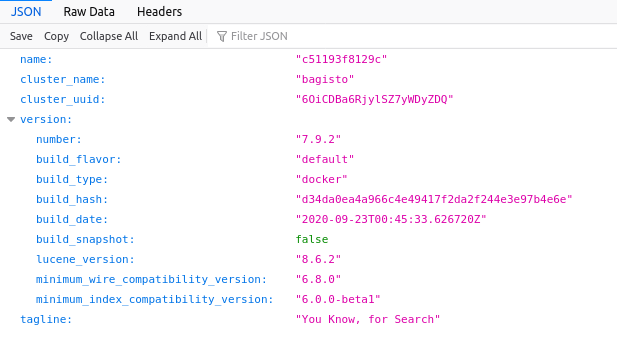 JSON Raw Data Headers
Save Copy Collapse All Expand All Filter JSON
name: "c51193f8129c"
cluster_name: "bagisto"
cluster_uuid: "6OiCDBa6RjylSZ7yWDyZDQ"
version:
number: "7.9.2"
build_flavor: "default"
build_type: "docker"
build_hash: "d34da0ea4a966c4e49417f2da2f244e3e97b4e6e"
build_date: "2020-09-23T00:45:33.626720Z"
build_snapshot: false
lucene_version: "8.6.2"
minimum_wire_compatibility_version: "6.8.0"
minimum_index_compatibility_version: "6.0.0-beta1"
tagline: "You Know, for Search"